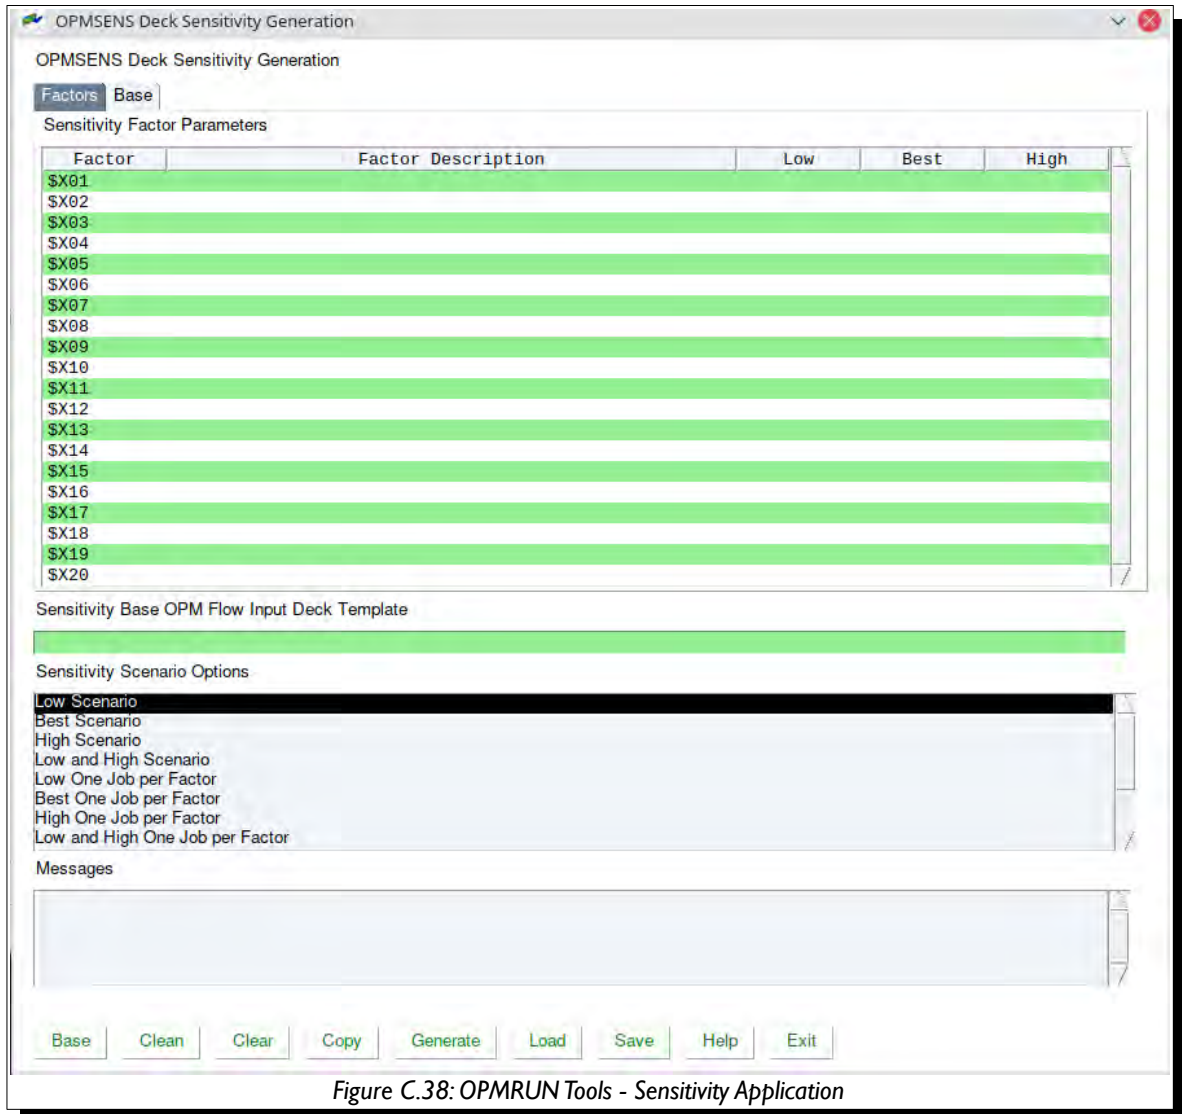 OPMSENS Deck Sensitivity Generation
OPMSENS Deck Sensitivity Generation
Factors Base
Sensitivity Factor Parameters
Factor Factor Description Low Best High
$X01
$X02
$X03
$X04
$X05
$X06
$X07
$X08
$X09
$X10
$X11
$X12
$X13
$X14
$X15
$X16
$X17
$X18
$X19
$X20
Sensitivity Base OPM Flow Input Deck Template
Sensitivity Scenario Options
Low Scenario
Best Scenario
High Scenario
Low and High Scenario
Low One Job per Factor
Best One Job per Factor
High One Job per Factor
Low and High One Job per Factor
Messages
Base Clean Clear Copy Generate Load Save Help Exit
Figure C.38: OPMRUN Tools - Sensitivity Application